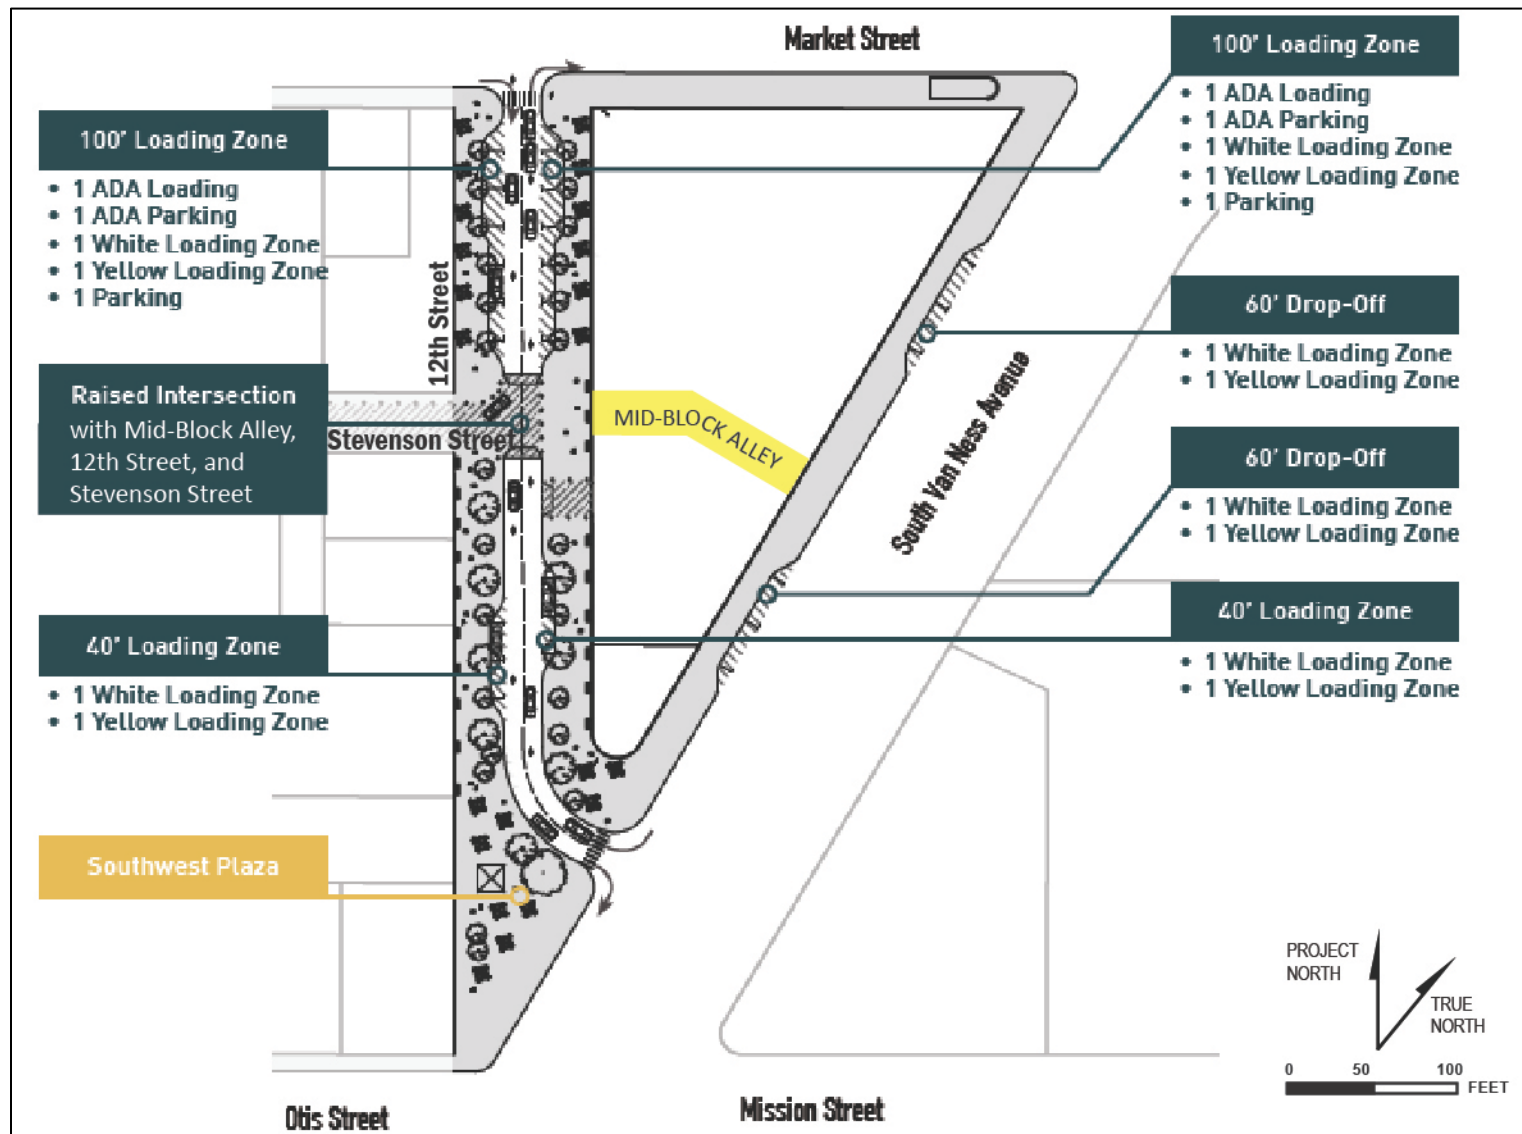 Market Street
100' Loading Zone
• 1 ADA Loading
• 1 ADA Parking
• 1 White Loading Zone
• 1 Yellow Loading Zone
• 1 Parking
100' Loading Zone
• 1 ADA Loading
• 1 ADA Parking
• 1 White Loading Zone
• 1 Yellow Loading Zone
• 1 Parking
12th Street
60' Drop-Off
• 1 White Loading Zone
• 1 Yellow Loading Zone
Raised Intersection
with Mid-Block Alley,
12th Street, and
Stevenson Street
Stevenson Street
MID-BLOCK ALLEY
South Van Ness Avenue
60' Drop-Off
• 1 White Loading Zone
• 1 Yellow Loading Zone
40' Loading Zone
• 1 White Loading Zone
• 1 Yellow Loading Zone
40' Loading Zone
• 1 White Loading Zone
• 1 Yellow Loading Zone
Southwest Plaza
PROJECT
NORTH
TRUE
NORTH
0 50 100
FEET
Otis Street
Mission Street